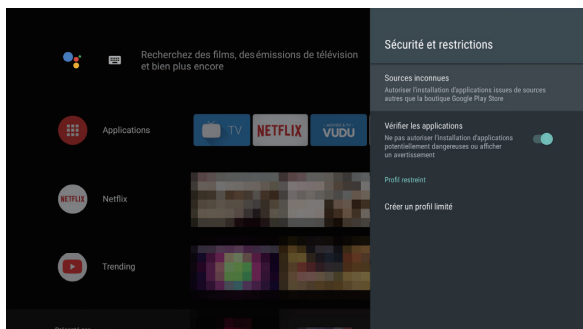 Recherchez des films, des émissions de télévision
et bien plus encore
Applications
TV
NETFLIX
VUDU
NETFLIX
Netflix
Trending
Sécurité et restrictions
Sources inconnues
Autoriser l'installation d'applications issues de sources
autres que la boutique Google Play Store
Vérifier les applications
Ne pas autoriser l'installation d'applications
potentiellement dangereuses ou afficher
un avertissement
Profil restreint
Créer un profil limité